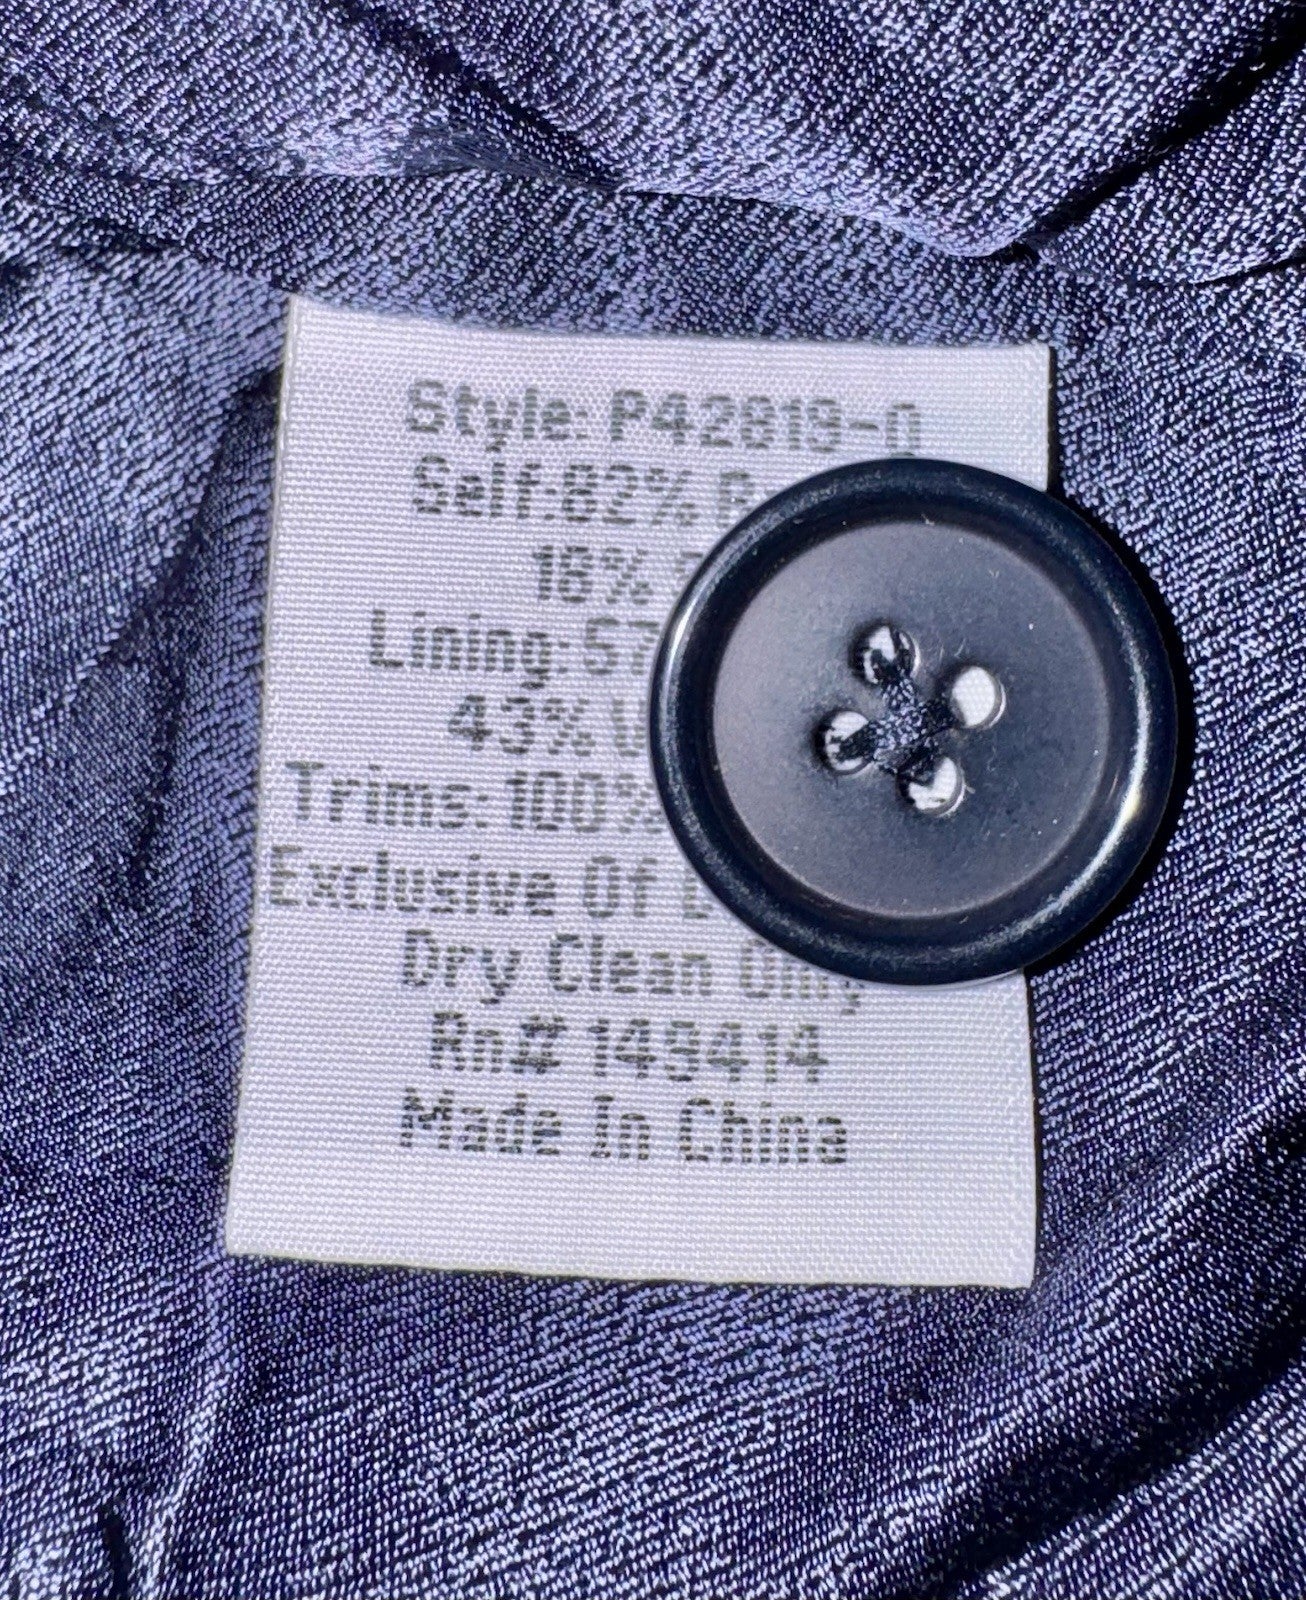 Style: P42819-Q
Self:82%
18%
Lining:57
43%
Trims: 100%
Exclusive Of
Dry Clean Only
Rn# 149414
Made In China